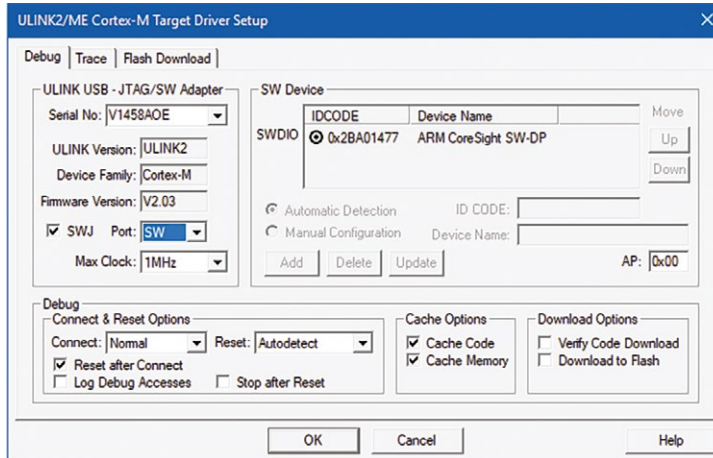 ULINK2/ME Cortex-M Target Driver Setup
Debug Trace Flash Download
ULINK USB - JTAG/SW Adapter
Serial No: V1458AOE
ULINK Version: ULINK2
Device Family: Cortex-M
Firmware Version: V2.03
SWJ Port: SW
Max Clock: 1MHz
SW Device
IDCODE Device Name
SWDIO 0x2BA01477 ARM CoreSight SW-DP
Move
Up
Down
Automatic Detection ID CODE:
Manual Configuration Device Name:
Add Delete Update AP: 0x00
Debug
Connect & Reset Options
Connect: Normal Reset: Autodetect
Reset after Connect
Log Debug Accesses Stop after Reset
Cache Options
Cache Code
Cache Memory
Download Options
Verify Code Download
Download to Flash
OK Cancel Help